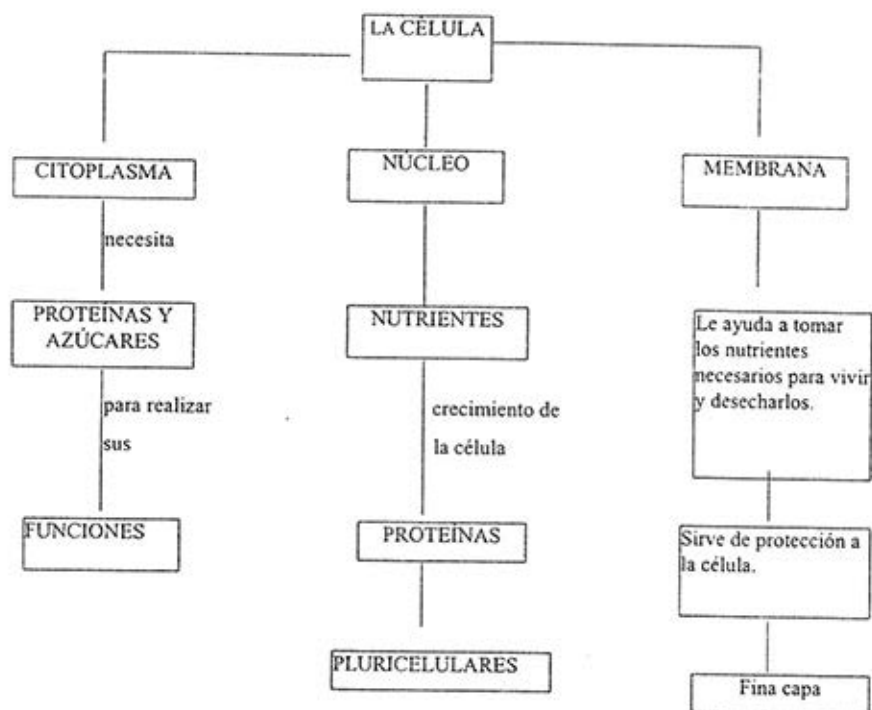 LA CÉLULA
CITOPLASMA
NÚCLEO
MEMBRANA
necesita
PROTEÍNAS Y
AZÚCARES
NUTRIENTES
Le ayuda a tomar
los nutrientes
necesarios para vivir
y desecharlos.
para realizar
sus
crecimiento de
la célula
FUNCIONES
PROTEÍNAS
Sirve de protección a
la célula.
PLURICELULARES
Fina capa